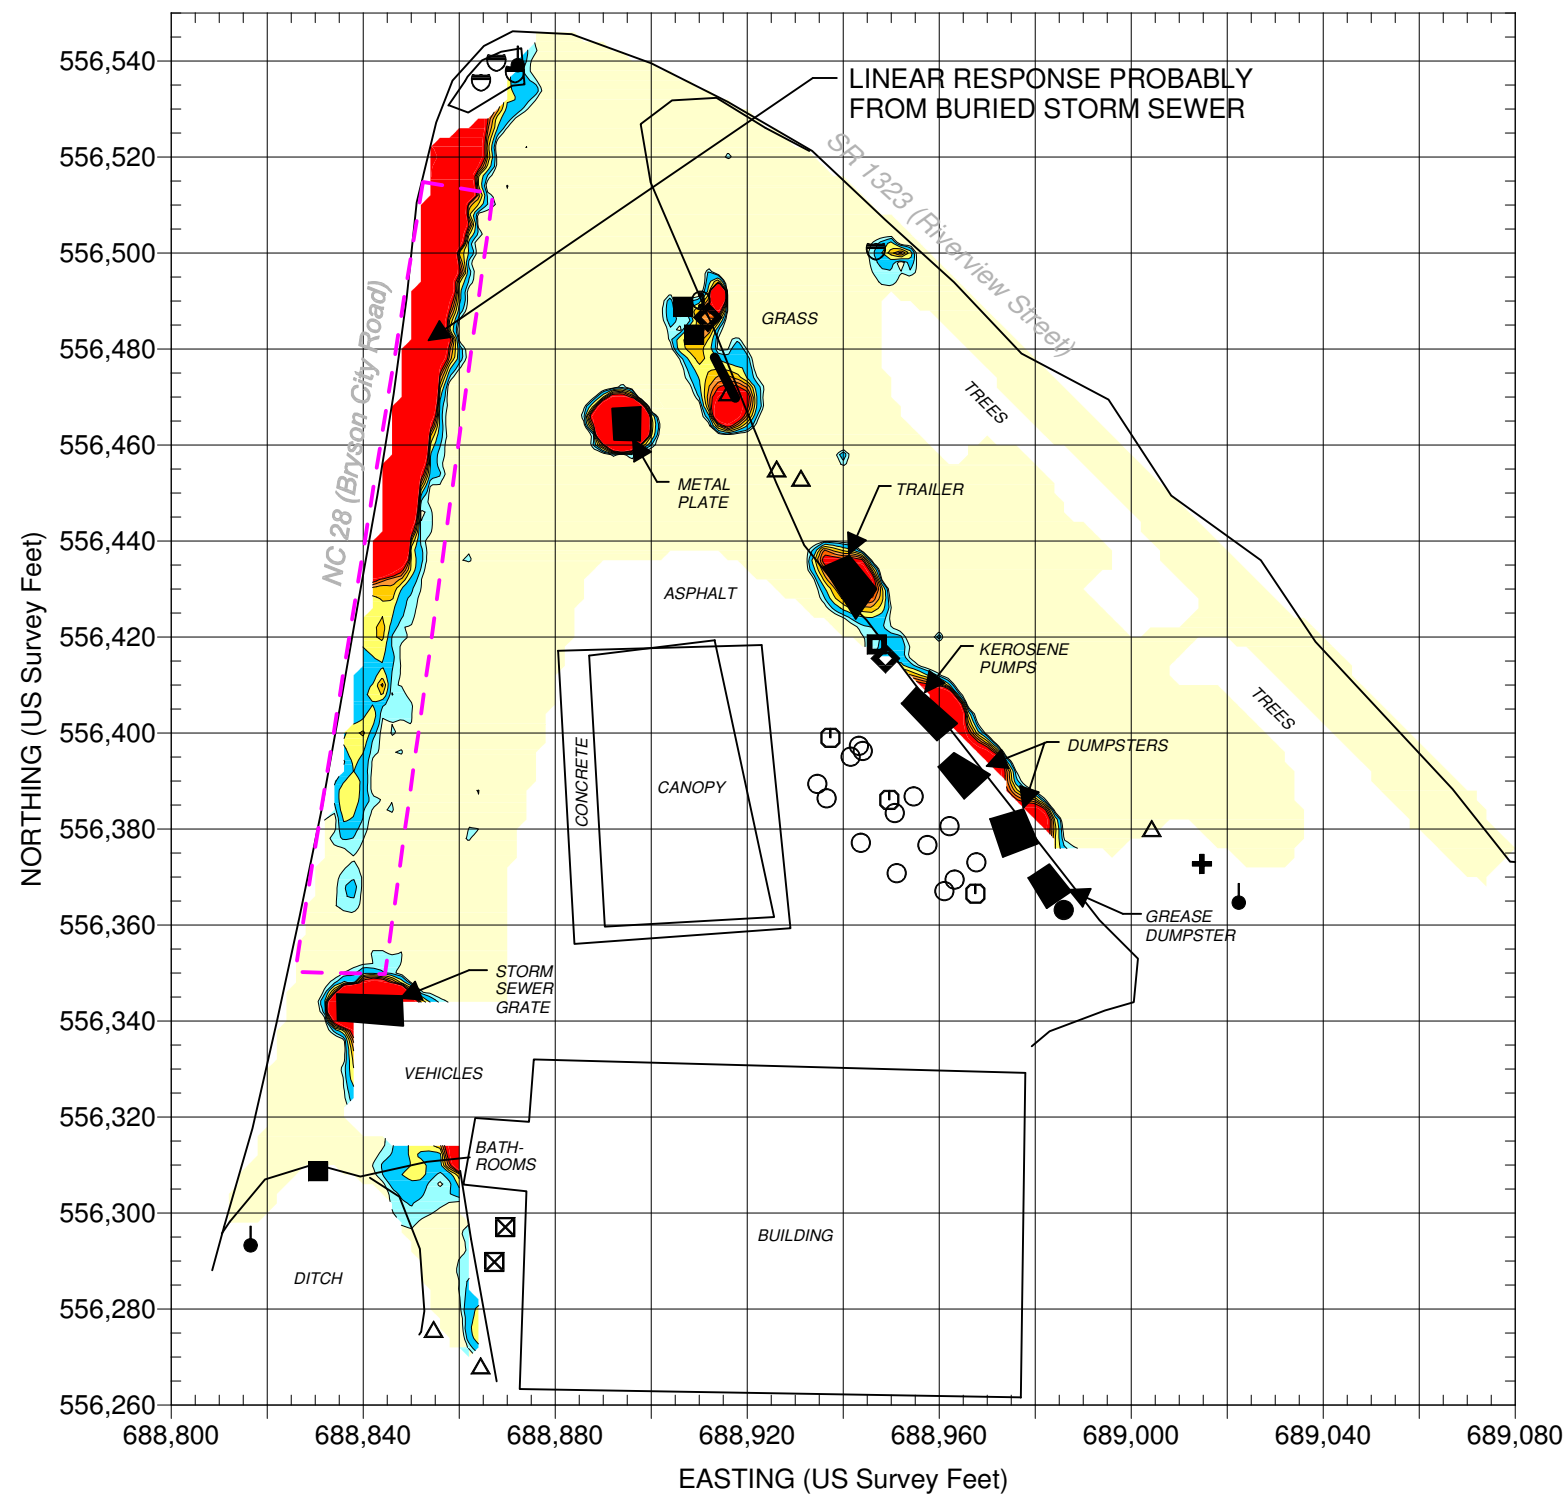 LINEAR RESPONSE PROBABLY
FROM BURIED STORM SEWER
SR 1323 (Riverview Street)
NC 28 (Bryson City Road)
GRASS
TREES
METAL
PLATE
TRAILER
ASPHALT
KEROSENE
PUMPS
TREES
DUMPSTERS
CONCRETE
CANOPY
GREASE
DUMPSTER
STORM
SEWER
GRATE
VEHICLES
BATH-
ROOMS
BUILDING
DITCH
NORTHING (US Survey Feet)
556,540
556,520
556,500
556,480
556,460
556,440
556,420
556,400
556,380
556,360
556,340
556,320
556,300
556,280
556,260
688,800 688,840 688,880 688,920 688,960 689,000 689,040 689,080
EASTING (US Survey Feet)